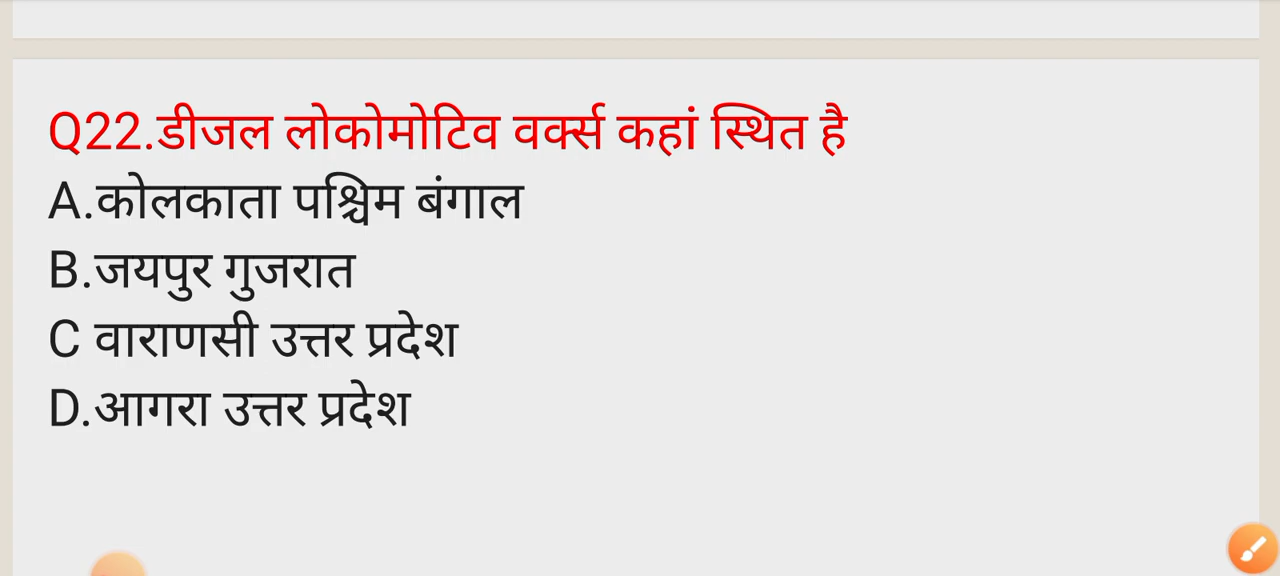 Q22.डीजल लोकोमोटिव वर्क्स कहां स्थित है
A.कोलकाता पश्चिम बंगाल
B.जयपुर गुजरात
C वाराणसी उत्तर प्रदेश
D.आगरा उत्तर प्रदेश